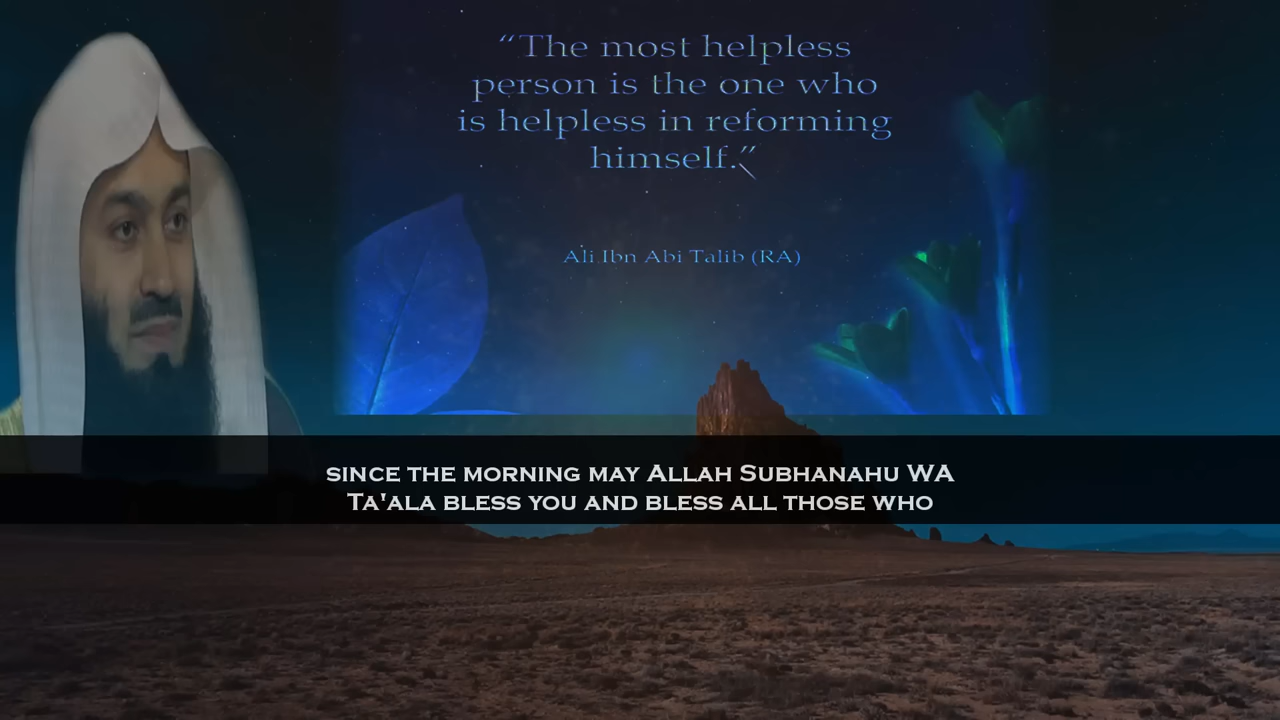 “The most helpless
person is the one who
is helpless in reforming
himself.”
Ali Ibn Abi Talib (RA)
SINCE THE MORNING MAY ALLAH SUBHANAHU WA
TA'ALA BLESS YOU AND BLESS ALL THOSE WHO